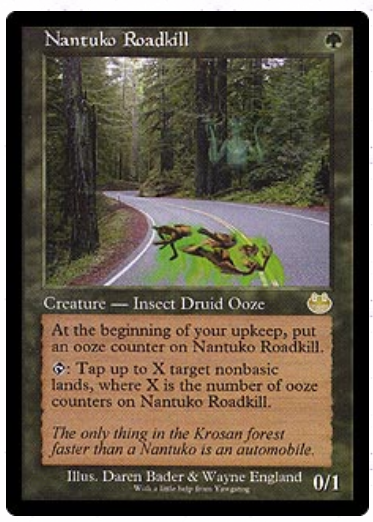 Nantuko Roadkill
Creature — Insect Druid Ooze
At the beginning of your upkeep, put
an ooze counter on Nantuko Roadkill.
: Tap up to X target nonbasic
lands, where X is the number of ooze
counters on Nantuko Roadkill.
The only thing in the Krosan forest
faster than a Nantuko is an automobile.
Illus. Daren Bader & Wayne England
With a little help from Yawgatog
0/1